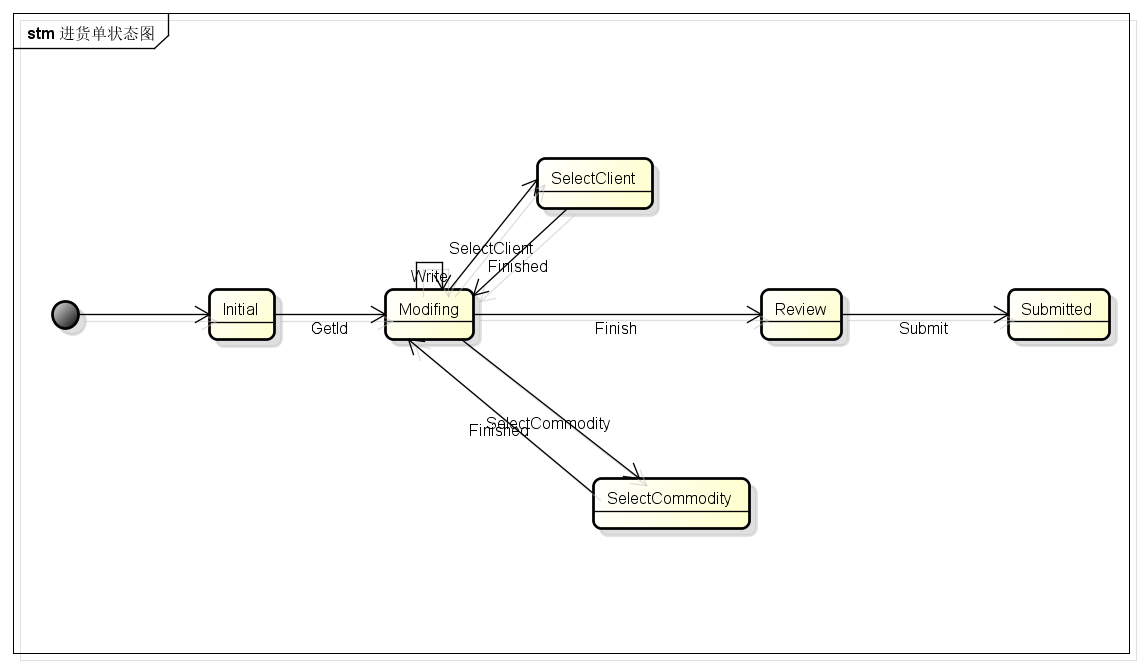 stm 进货单状态图
SelectClient
SelectClient
Finished
Write
Initial
GetId
Modifing
Finish
Review
Submit
Submitted
SelectCommodity
Finished
SelectCommodity